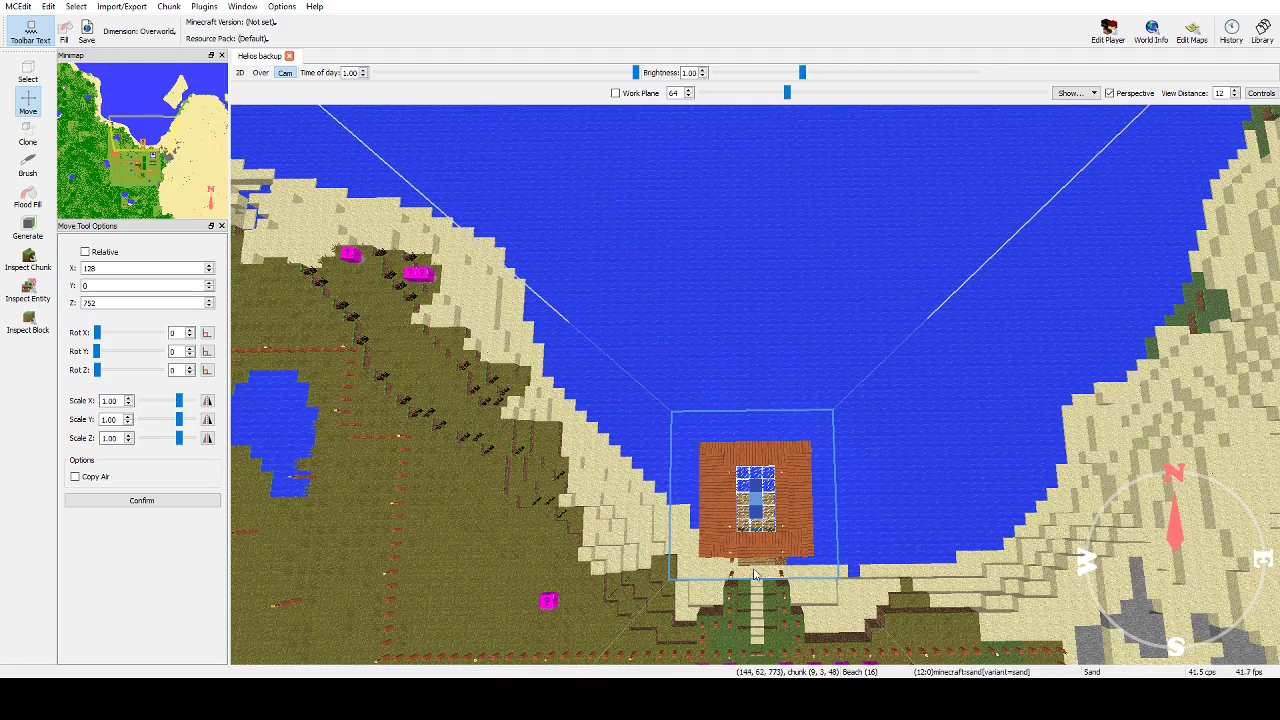 MCEdit Edit Select Import/Export Chunk Plugins Window Options Help
Toolbar Text Fill Save Dimension: Overworld. Minecraft Version: (Not set). Resource Pack: (Default). Edit Player World Info Edit Maps History Library
Minimap
Helios backup
2D Over Cam Time of day: 1.00 Brightness: 1.00
Work Plane 64 Show... Perspective View Distance: 12 Controls
Select
Move
Clone
Brush
Flood Fill
Generate
Inspect Chunk
Inspect Entity
Inspect Block
N
Move Tool Options
Relative
X: 128
Y: 0
Z: 752
Rot X: 0
Rot Y: 0
Rot Z: 0
Scale X: 1.00
Scale Y: 1.00
Scale Z: 1.00
Options
Copy Air
Confirm
N
W
E
S
(144, 62, 773), chunk (9, 3, 48) Beach (16) (12:0)minecraft:sand[variant=sand] Sand 41.5 cps 41.7 fps